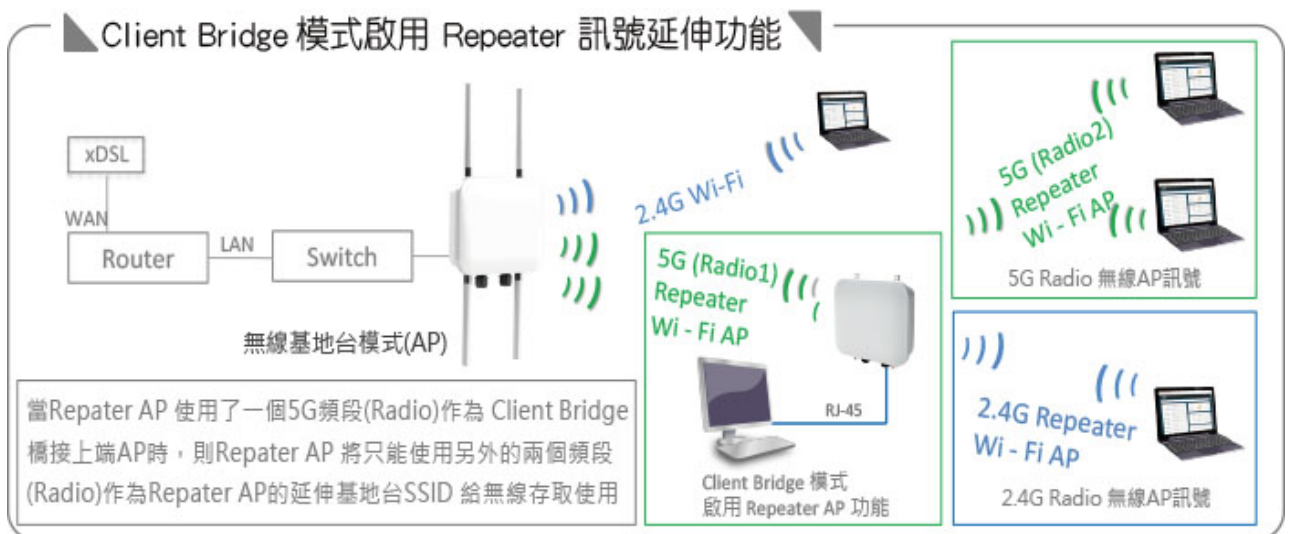 Client Bridge 模式啟用 Repeater 訊號延伸功能
xDSL
WAN
Router
LAN
Switch
無線基地台模式(AP)
2.4G Wi-Fi
5G (Radio1)
Repeater
Wi - Fi AP
RJ-45
Client Bridge 模式
啟用 Repeater AP 功能
5G (Radio2)
Repeater
Wi - Fi AP
5G Radio 無線AP訊號
2.4G Repeater
Wi - Fi AP
2.4G Radio 無線AP訊號
當Repater AP 使用了一個5G頻段(Radio)作為 Client Bridge
橋接上端AP時，則Repater AP 將只能使用另外的兩個頻段
(Radio)作為Repater AP的延伸基地台SSID 給無線存取使用